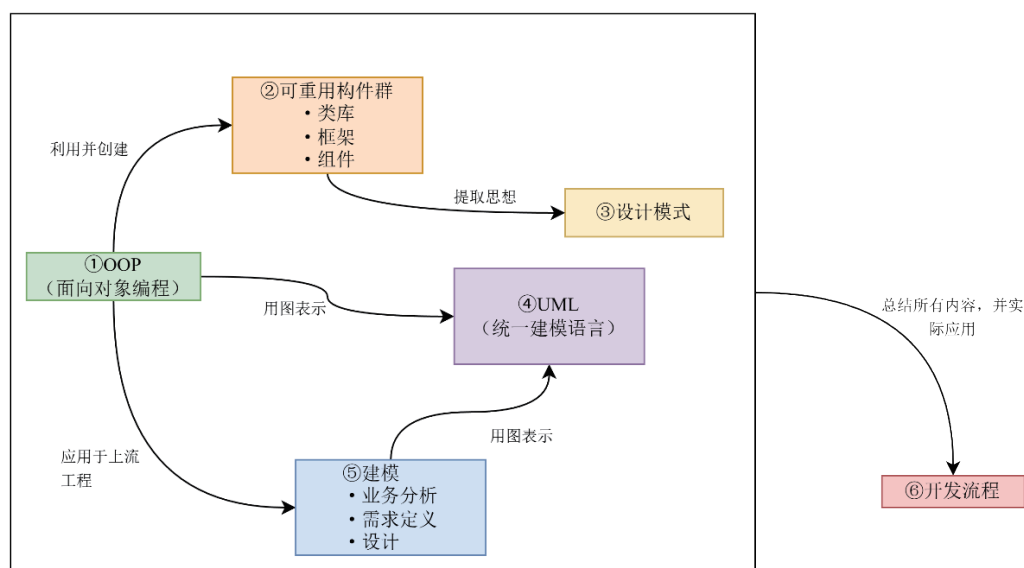 ②可重用构件群
・类库
・框架
・组件
利用并创建
提取思想
③设计模式
①OOP
（面向对象编程）
用图表示
④UML
（统一建模语言）
总结所有内容，并实
际应用
用图表示
应用于上流
工程
⑤建模
・业务分析
・需求定义
・设计
⑥开发流程